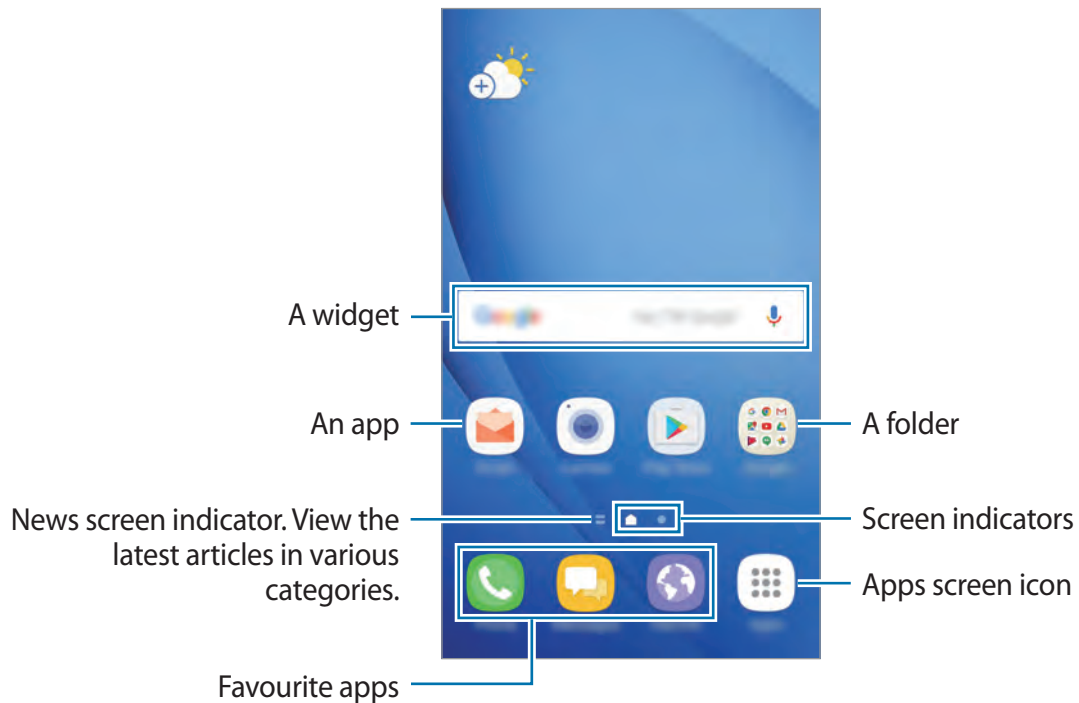 A widget
An app
A folder
News screen indicator. View the
latest articles in various
categories.
Screen indicators
Apps screen icon
Favourite apps